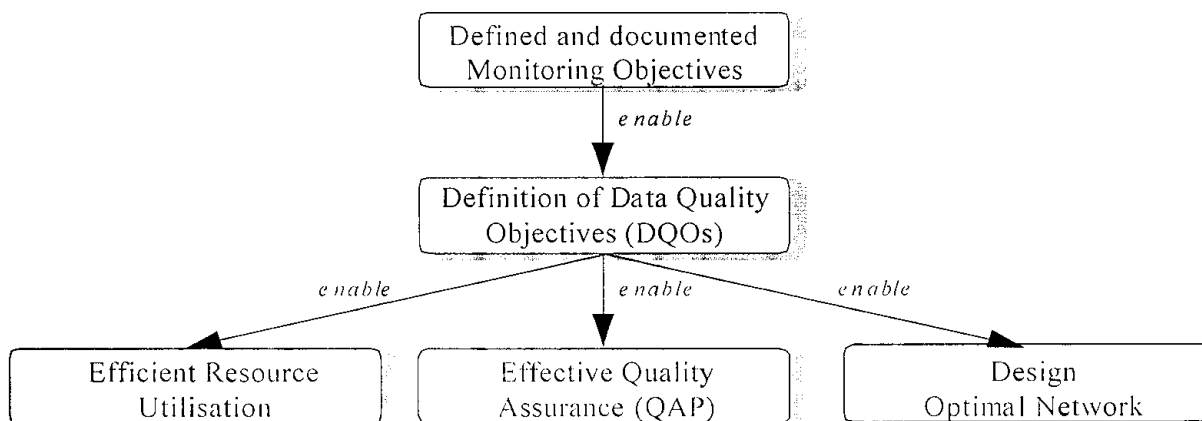 Defined and documented
Monitoring Objectives
enable
Definition of Data Quality
Objectives (DQOs)
enable
enable
enable
Efficient Resource
Utilisation
Effective Quality
Assurance (QAP)
Design
Optimal Network